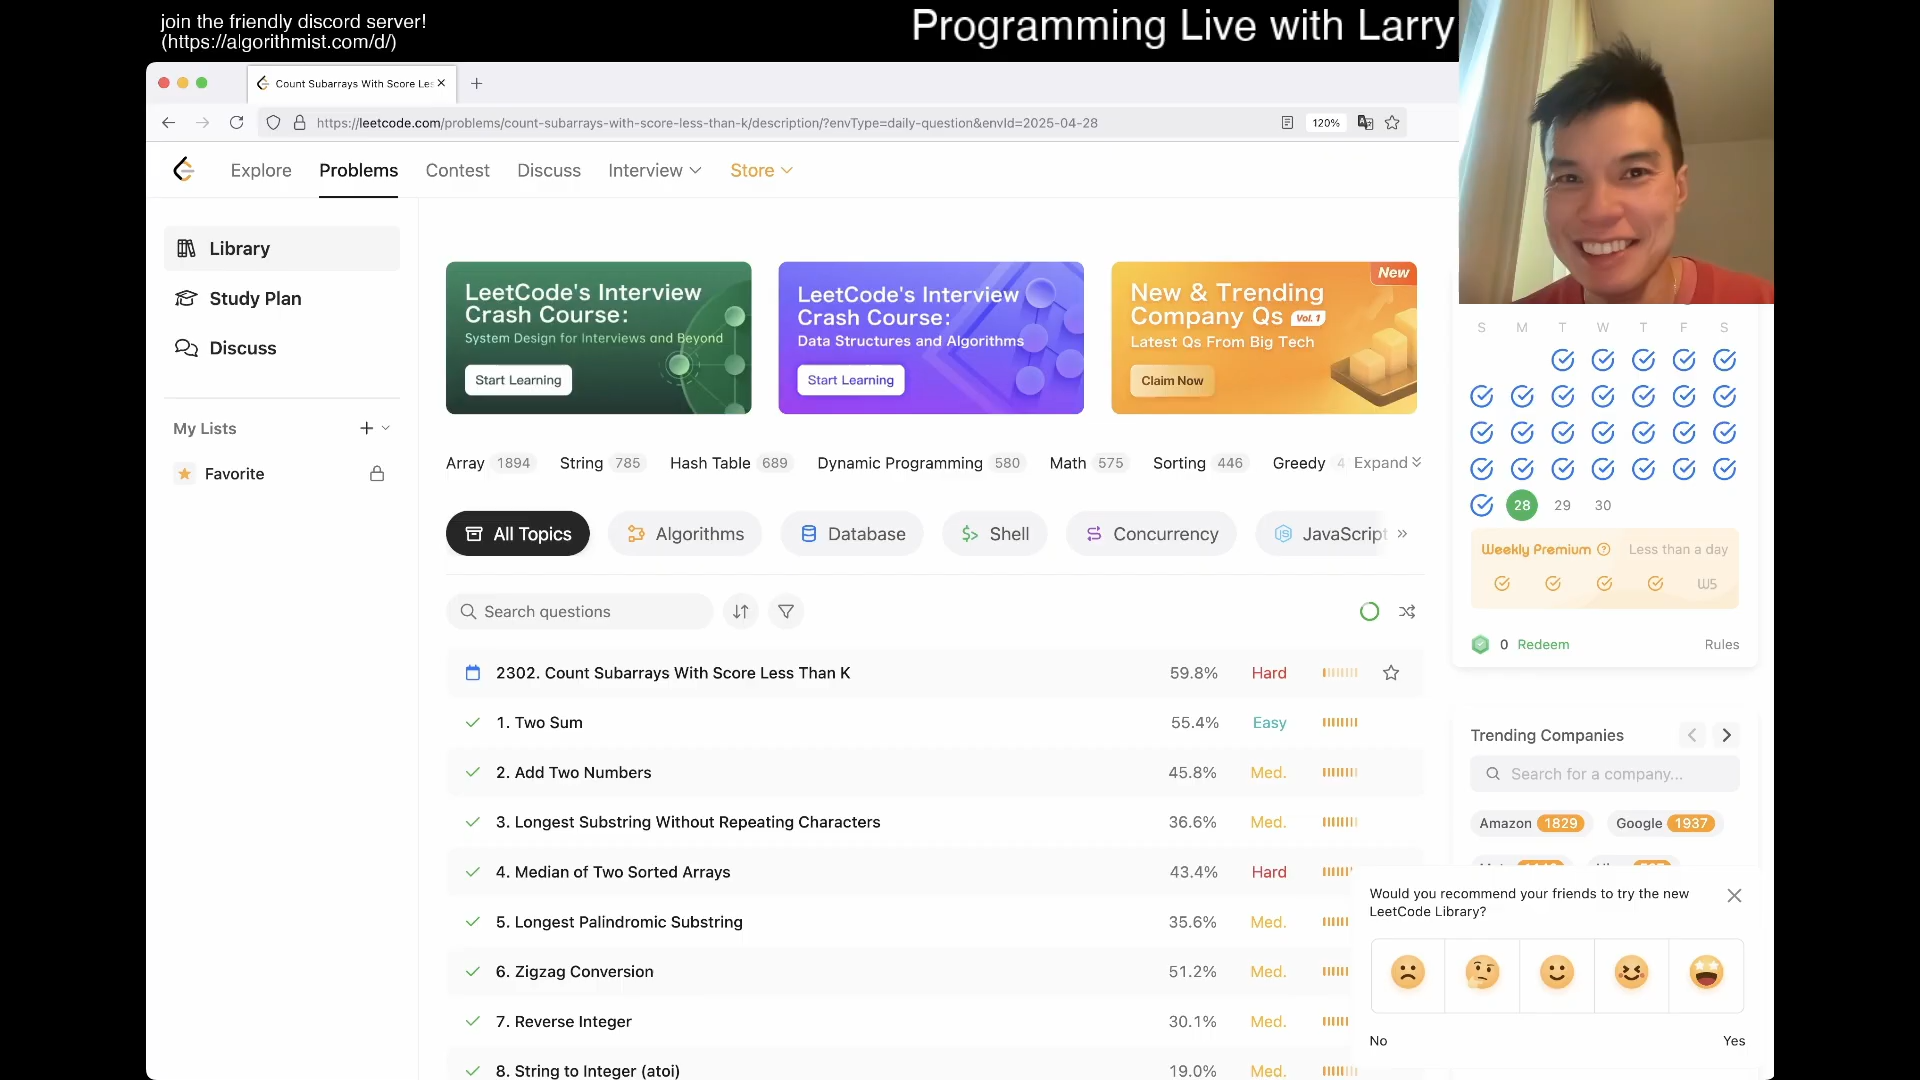 join the friendly discord server!
(https://algorithmist.com/d/)
Programming Live with Larry
Count Subarrays With Score Les
https://leetcode.com/problems/count-subarrays-with-score-less-than-k/description/?envType=daily-question&envId=2025-04-28
120%
Explore
Problems
Contest
Discuss
Interview
Store
Library
Study Plan
Discuss
My Lists
Favorite
LeetCode's Interview
Crash Course:
System Design for Interviews and Beyond
Start Learning
LeetCode's Interview
Crash Course:
Data Structures and Algorithms
Start Learning
New
New & Trending
Company Qs Vol. 1
Latest Qs From Big Tech
Claim Now
Array 1894
String 785
Hash Table 689
Dynamic Programming 580
Math 575
Sorting 446
Greedy 4
Expand
All Topics
Algorithms
Database
Shell
Concurrency
JavaScript
Search questions
2302. Count Subarrays With Score Less Than K 59.8% Hard
1. Two Sum 55.4% Easy
2. Add Two Numbers 45.8% Med.
3. Longest Substring Without Repeating Characters 36.6% Med.
4. Median of Two Sorted Arrays 43.4% Hard
5. Longest Palindromic Substring 35.6% Med.
6. Zigzag Conversion 51.2% Med.
7. Reverse Integer 30.1% Med.
8. String to Integer (atoi) 19.0% Med.
S M T W T F S
28 29 30
Weekly Premium Less than a day
W5
0 Redeem Rules
Trending Companies
Search for a company...
Amazon 1829 Google 1937
Would you recommend your friends to try the new
LeetCode Library?
No Yes